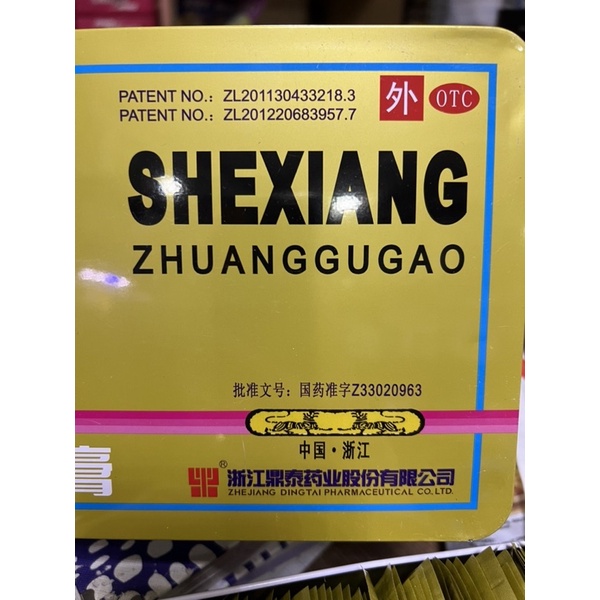 PATENT NO.: ZL201130433218.3
PATENT NO.: ZL201220683957.7
外 OTC
SHEXIANG
ZHUANGGUGAO
批准文号：国药准字Z33020963
中国·浙江
膏
®
浙江鼎泰药业股份有限公司
ZHEJIANG DINGTAI PHARMACEUTICAL CO.LTD.